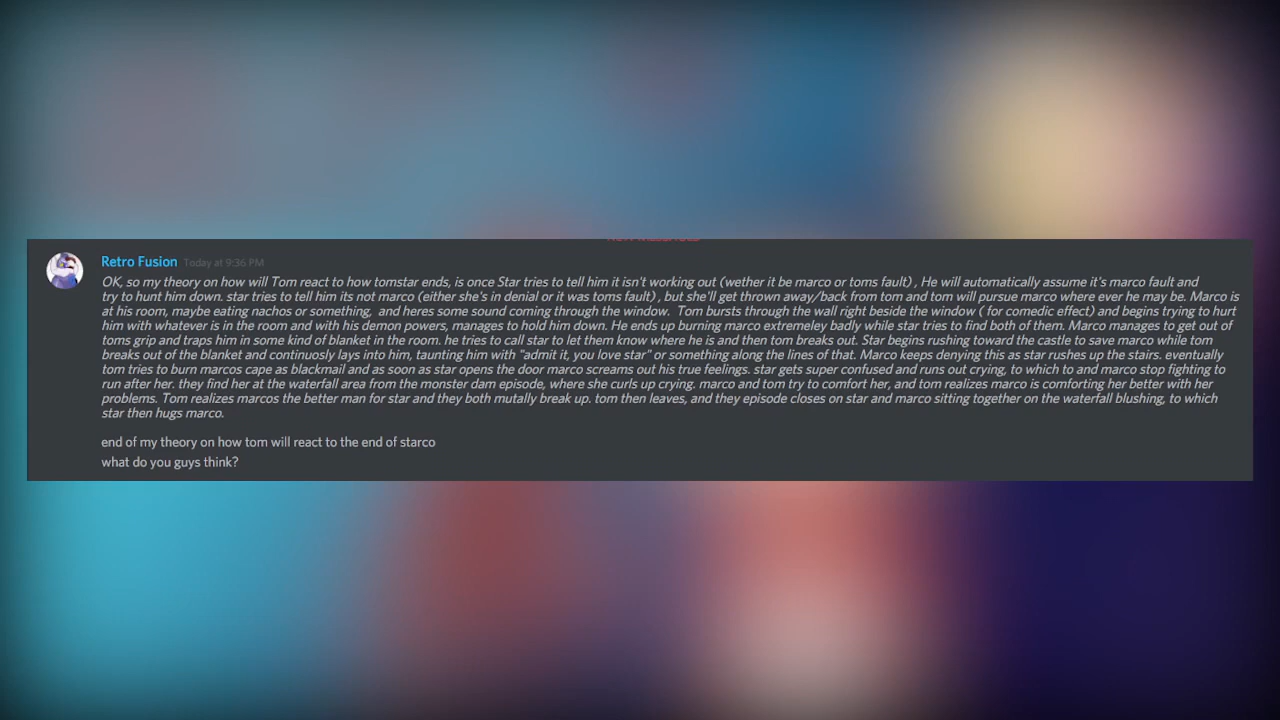 Retro Fusion Today at 9:36 PM
OK, so my theory on how will Tom react to how tomstar ends, is once Star tries to tell him it isn't working out (wether it be marco or toms fault) , He will automatically assume it's marco fault and
try to hunt him down. star tries to tell him its not marco (either she's in denial or it was toms fault) , but she'll get thrown away/back from tom and tom will pursue marco where ever he may be. Marco is
at his room, maybe eating nachos or something,  and heres some sound coming through the window.  Tom bursts through the wall right beside the window ( for comedic effect) and begins trying to hurt
him with whatever is in the room and with his demon powers, manages to hold him down. He ends up burning marco extremeley badly while star tries to find both of them. Marco manages to get out of
toms grip and traps him in some kind of blanket in the room. he tries to call star to let them know where he is and then tom breaks out. Star begins rushing toward the castle to save marco while tom
breaks out of the blanket and continuosly lays into him, taunting him with "admit it, you love star" or something along the lines of that. Marco keeps denying this as star rushes up the stairs. eventually
tom tries to burn marcos cape as blackmail and as soon as star opens the door marco screams out his true feelings. star gets super confused and runs out crying, to which to and marco stop fighting to
run after her. they find her at the waterfall area from the monster dam episode, where she curls up crying. marco and tom try to comfort her, and tom realizes marco is comforting her better with her
problems. Tom realizes marcos the better man for star and they both mutally break up. tom then leaves, and they episode closes on star and marco sitting together on the waterfall blushing, to which
star then hugs marco.
end of my theory on how tom will react to the end of starco
what do you guys think?